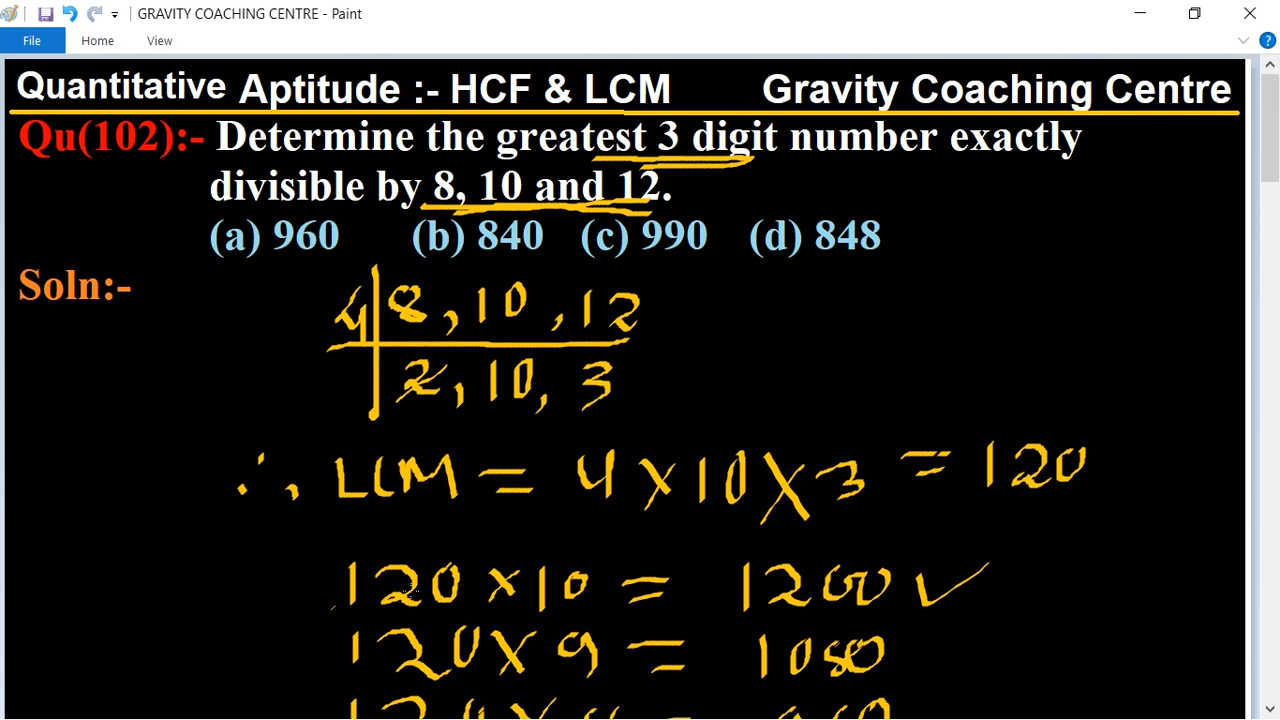 GRAVITY COACHING CENTRE - Paint
File Home View
Quantitative Aptitude :- HCF & LCM Gravity Coaching Centre
Qu(102):- Determine the greatest 3 digit number exactly
divisible by 8, 10 and 12.
(a) 960 (b) 840 (c) 990 (d) 848
Soln:-
4 8, 10, 12
2, 10, 3
∴, LCM = 4 × 10 × 3 = 120
120 × 10 = 1200 ✓
120 × 9 = 1080